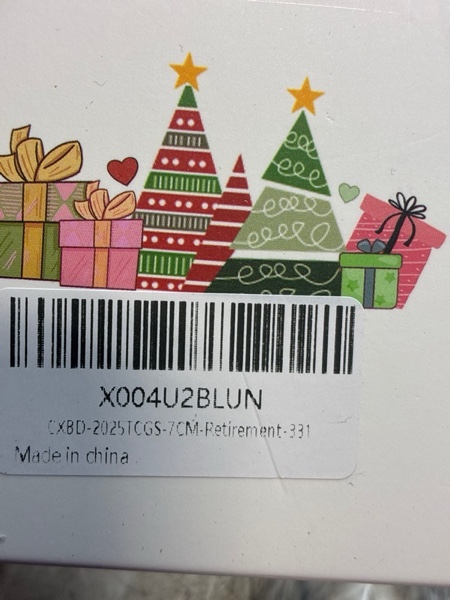 X004U2BLUN
CXBD-2025TCGS-7CM-Retirement-331
Made in china